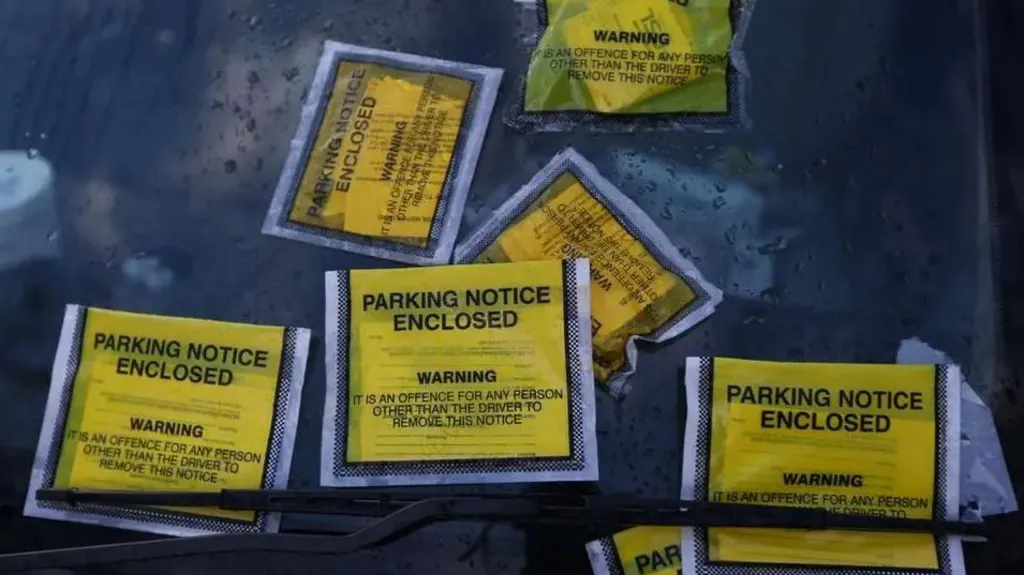 WARNING
IT IS AN OFFENCE FOR ANY PERSON
OTHER THAN THE DRIVER TO
REMOVE THIS NOTICE
PARKING NOTICE
ENCLOSED
WARNING
IT IS AN OFFENCE FOR ANY PERSON
OTHER THAN THE DRIVER TO
REMOVE THIS NOTICE
PARKING NOTICE
ENCLOSED
WARNING
IT IS AN OFFENCE FOR ANY PERSON
OTHER THAN THE DRIVER TO
REMOVE THIS NOTICE
PARKING NOTICE
ENCLOSED
WARNING
IT IS AN OFFENCE FOR ANY PERSON
OTHER THAN THE DRIVER TO
REMOVE THIS NOTICE
PARKING NOTICE
ENCLOSED
WARNING
IT IS AN OFFENCE FOR ANY PERSON
OTHER THAN THE DRIVER TO
PARK